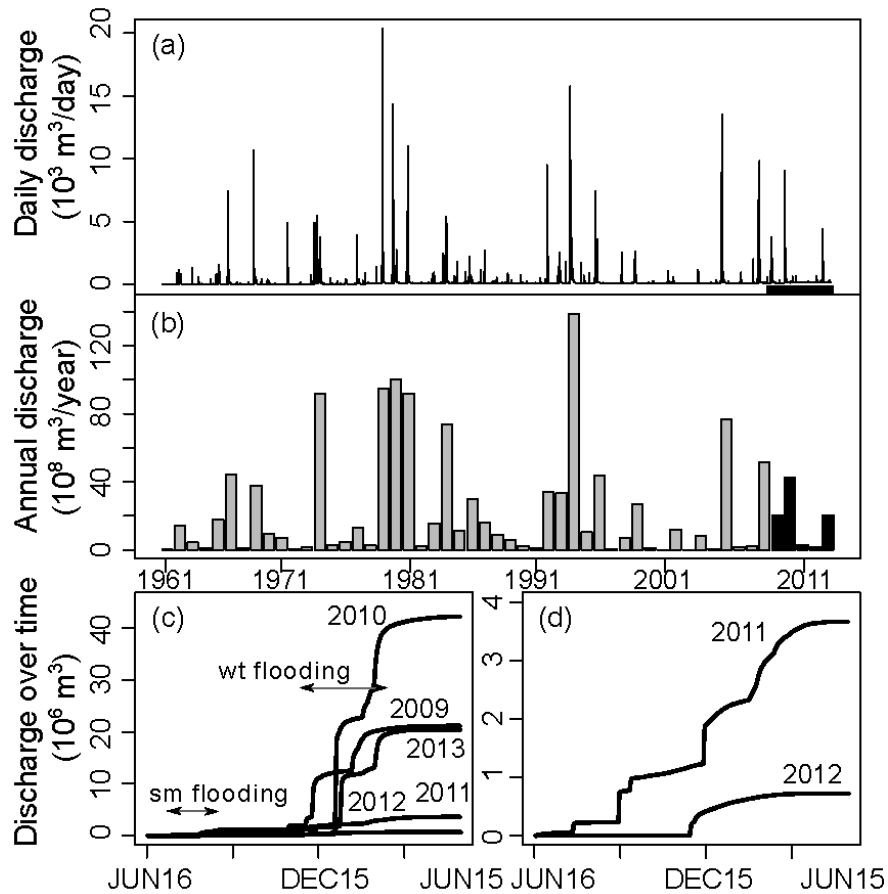 (a)
Daily discharge
(10³ m³/day)
20
15
10
5
0
(b)
Annual discharge
(10⁸ m³/year)
120
80
40
0
1961
1971
1981
1991
2001
2011
(c)
Discharge over time
(10⁶ m³)
40
30
20
10
0
2010
wt flooding
2009
2013
sm flooding
2012
2011
JUN16
DEC15
JUN15
(d)
4
3
2
1
0
2011
2012
JUN16
DEC15
JUN15